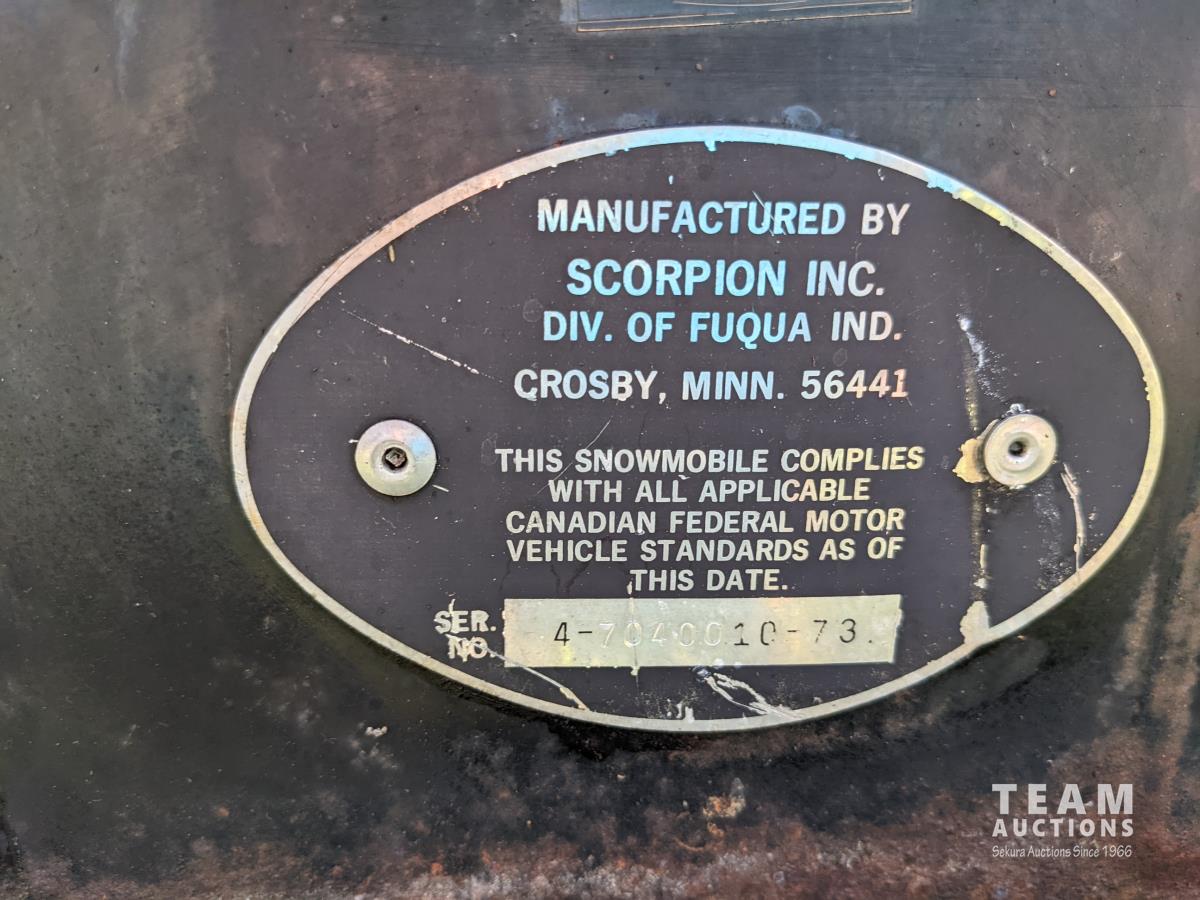 MANUFACTURED BY
SCORPION INC.
DIV. OF FUQUA IND.
CROSBY, MINN. 56441
THIS SNOWMOBILE COMPLIES
WITH ALL APPLICABLE
CANADIAN FEDERAL MOTOR
VEHICLE STANDARDS AS OF
THIS DATE.
SER. NO. 4-7040010-73.
TEAM
AUCTIONS
Sekura Auctions Since 1966